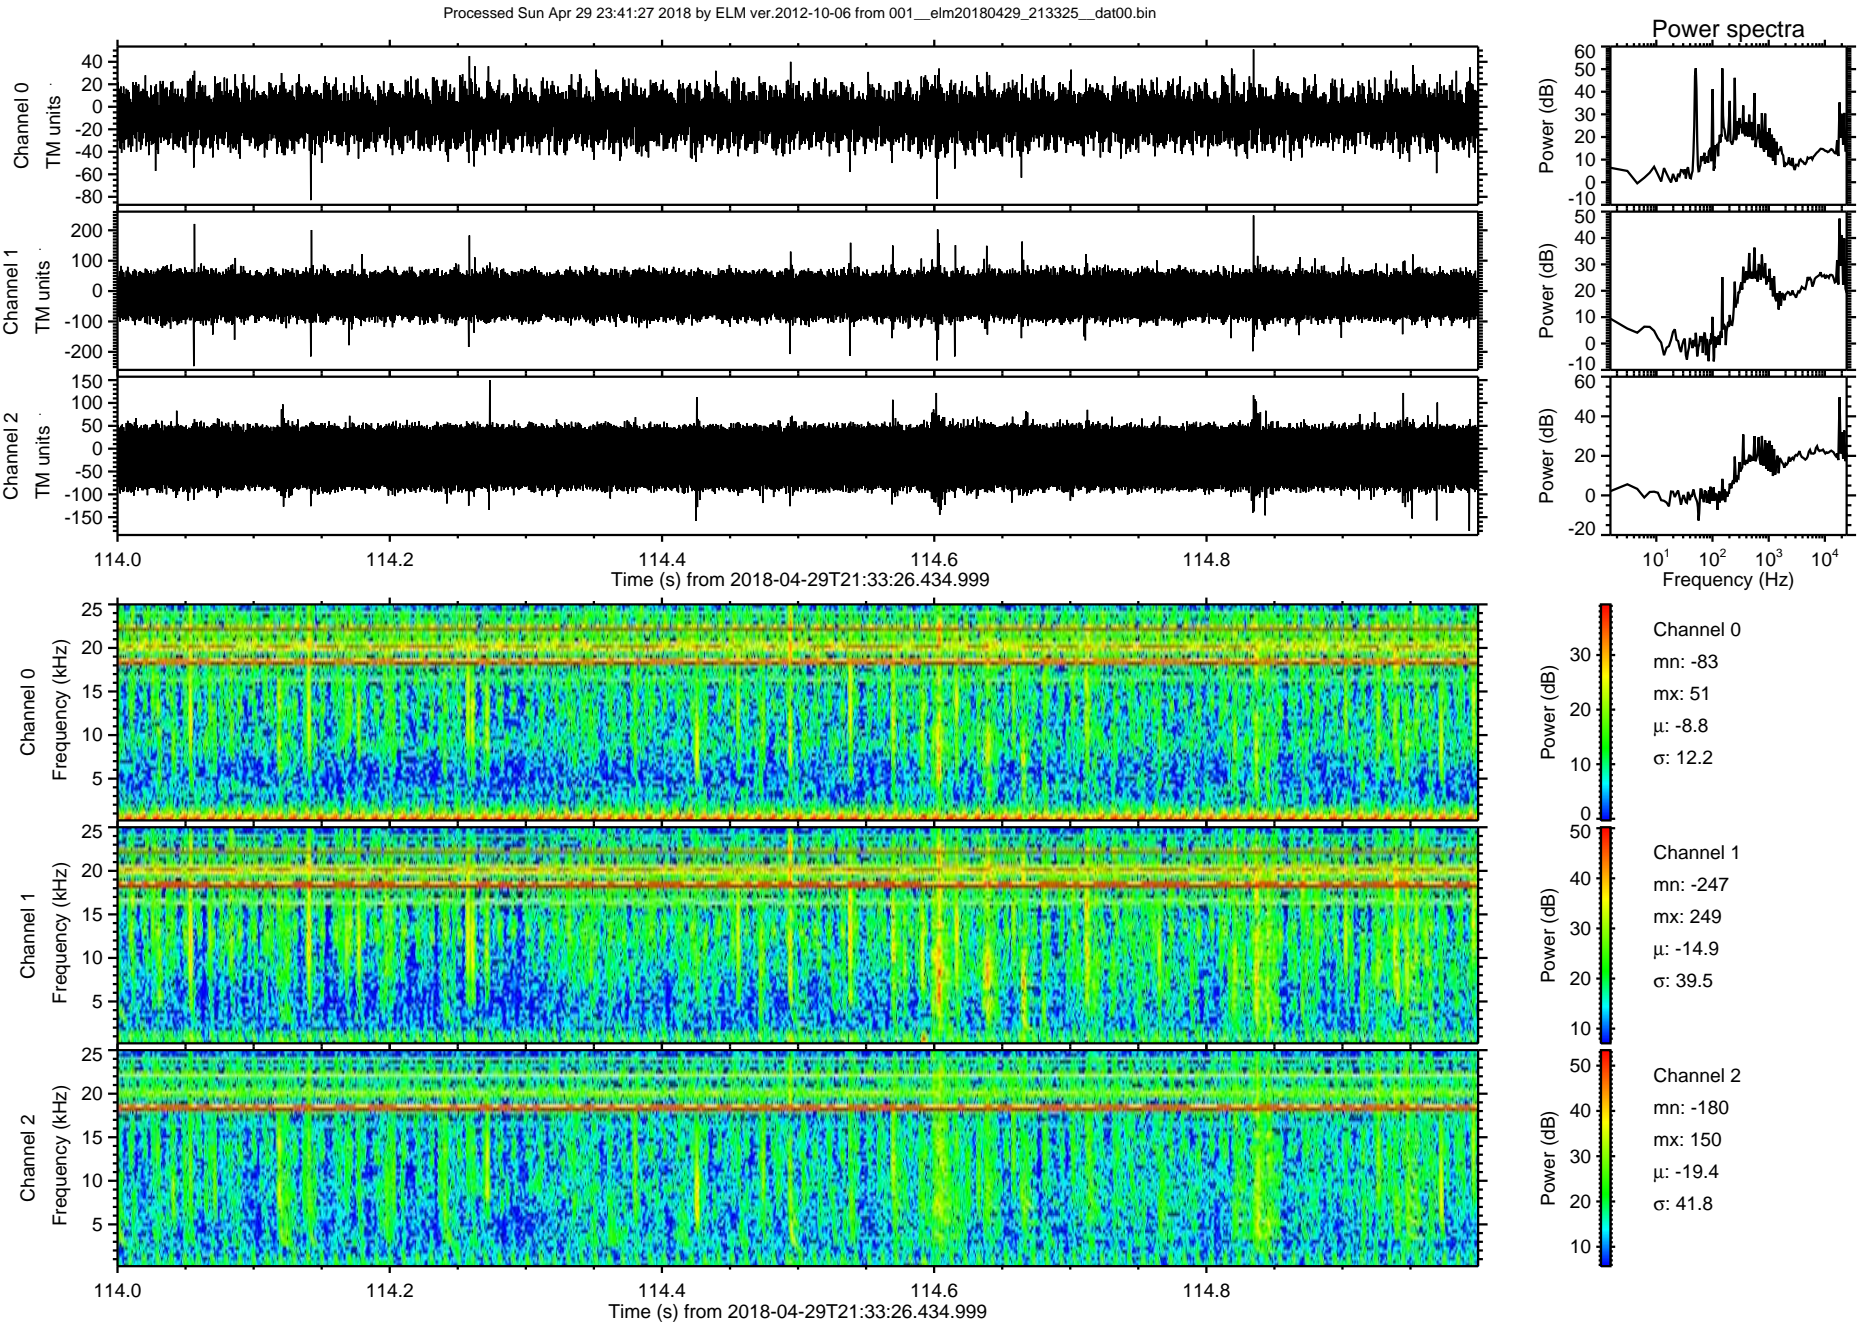 Processed Sun Apr 29 23:41:27 2018 by ELM ver.2012-10-06 from 001__elm20180429_213325__dat00.bin
Power spectra
Channel 0
TM units
40
20
0
-20
-40
-60
-80
Power (dB)
60
50
40
30
20
10
0
-10
Channel 1
TM units
200
100
0
-100
-200
Power (dB)
50
40
30
20
10
0
-10
Channel 2
TM units
150
100
50
0
-50
-100
-150
Power (dB)
60
40
20
0
-20
114.0 114.2 114.4 114.6 114.8
Time (s) from 2018-04-29T21:33:26.434.999
10¹ 10² 10³ 10⁴
Frequency (Hz)
Channel 0
Frequency (kHz)
25
20
15
10
5
Power (dB)
30
20
10
0
Channel 0
mn: -83
mx: 51
μ: -8.8
σ: 12.2
Channel 1
Frequency (kHz)
25
20
15
10
5
Power (dB)
50
40
30
20
10
Channel 1
mn: -247
mx: 249
μ: -14.9
σ: 39.5
Channel 2
Frequency (kHz)
25
20
15
10
5
Power (dB)
50
40
30
20
10
Channel 2
mn: -180
mx: 150
μ: -19.4
σ: 41.8
114.0 114.2 114.4 114.6 114.8
Time (s) from 2018-04-29T21:33:26.434.999